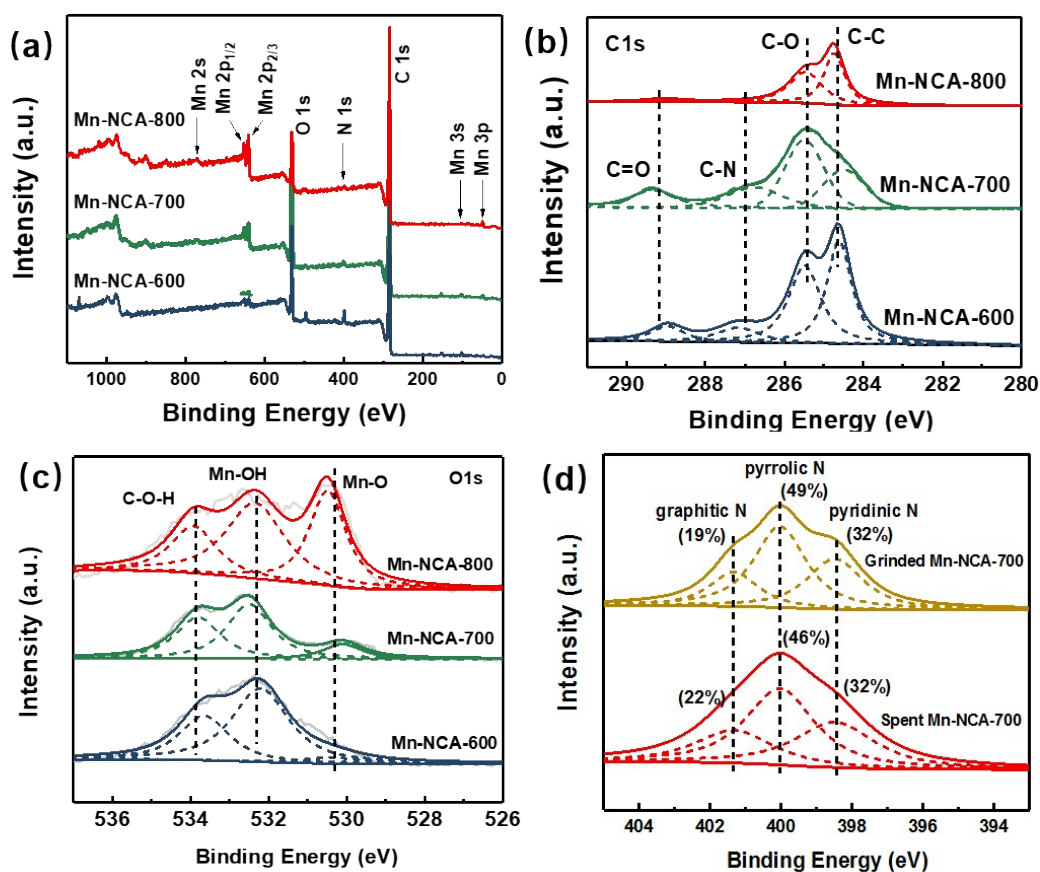 (a)
Mn 2s
Mn 2p1/2
Mn 2p2/3
O 1s
N 1s
C 1s
Mn 3s
Mn 3p
Mn-NCA-800
Mn-NCA-700
Mn-NCA-600
1000 800 600 400 200 0
Binding Energy (eV)
Intensity (a.u.)
(b)
C1s
C-O
C-C
Mn-NCA-800
C=O
C-N
Mn-NCA-700
Mn-NCA-600
290 288 286 284 282 280
Binding Energy (eV)
Intensity (a.u.)
(c)
O1s
C-O-H
Mn-OH
Mn-O
Mn-NCA-800
Mn-NCA-700
Mn-NCA-600
536 534 532 530 528 526
Binding Energy (eV)
Intensity (a.u.)
(d)
pyrrolic N
(49%)
graphitic N
(19%)
pyridinic N
(32%)
Grinded Mn-NCA-700
(46%)
(22%)
(32%)
Spent Mn-NCA-700
404 402 400 398 396 394
Binding Energy (eV)
Intensity (a.u.)